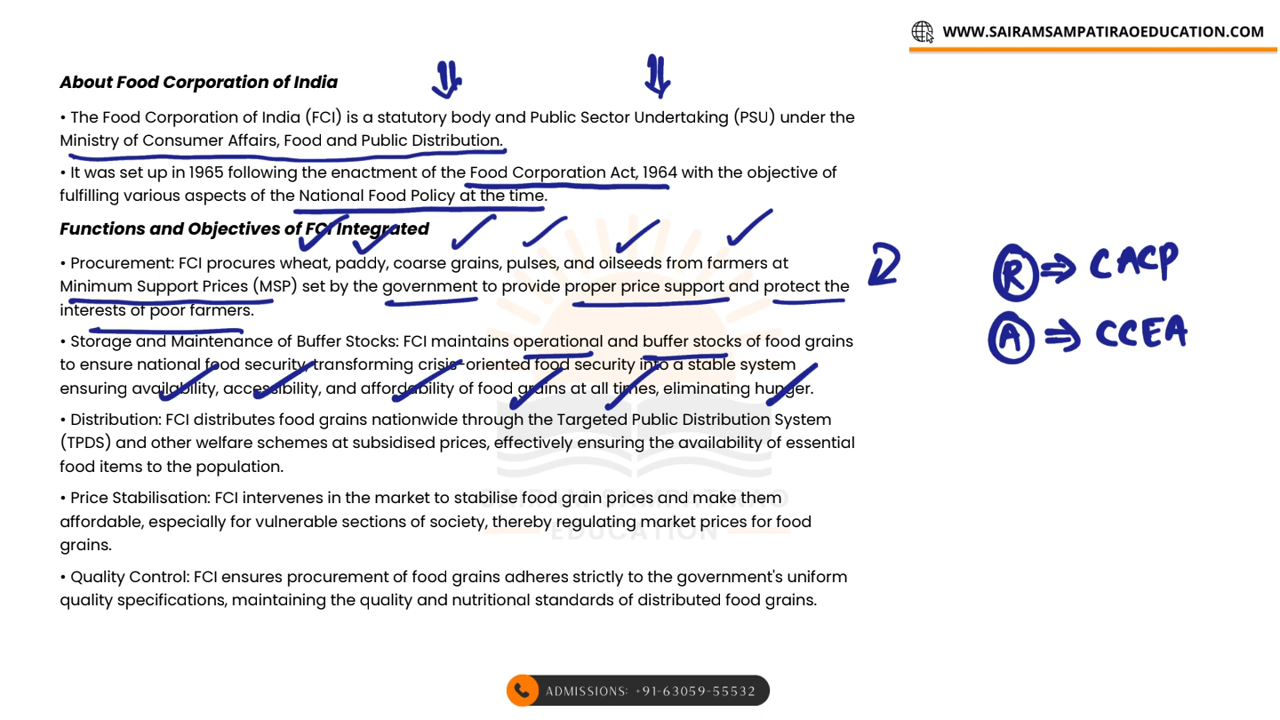 WWW.SAIRAMSAMPATIRAOEDUCATION.COM
About Food Corporation of India
• The Food Corporation of India (FCI) is a statutory body and Public Sector Undertaking (PSU) under the
Ministry of Consumer Affairs, Food and Public Distribution.
• It was set up in 1965 following the enactment of the Food Corporation Act, 1964 with the objective of
fulfilling various aspects of the National Food Policy at the time.
Functions and Objectives of FCI Integrated
• Procurement: FCI procures wheat, paddy, coarse grains, pulses, and oilseeds from farmers at
Minimum Support Prices (MSP) set by the government to provide proper price support and protect the
interests of poor farmers.
• Storage and Maintenance of Buffer Stocks: FCI maintains operational and buffer stocks of food grains
to ensure national food security, transforming crisis-oriented food security into a stable system
ensuring availability, accessibility, and affordability of food grains at all times, eliminating hunger.
• Distribution: FCI distributes food grains nationwide through the Targeted Public Distribution System
(TPDS) and other welfare schemes at subsidised prices, effectively ensuring the availability of essential
food items to the population.
• Price Stabilisation: FCI intervenes in the market to stabilise food grain prices and make them
affordable, especially for vulnerable sections of society, thereby regulating market prices for food
grains.
• Quality Control: FCI ensures procurement of food grains adheres strictly to the government's uniform
quality specifications, maintaining the quality and nutritional standards of distributed food grains.
R ⇒ CACP
A ⇒ CCEA
SAIRAM SAMPATIRAO
EDUCATION
ADMISSIONS: +91-63059-55532